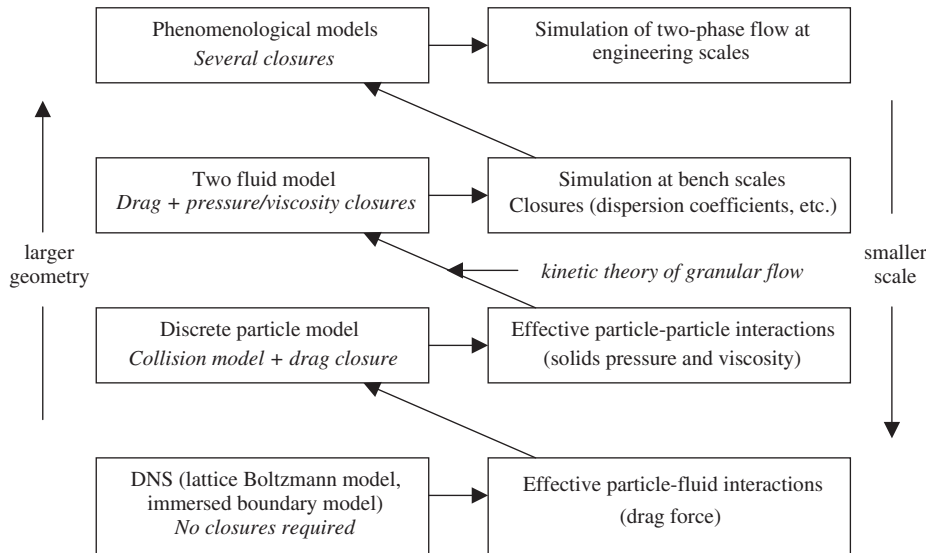 Phenomenological models
Several closures
Simulation of two-phase flow at
engineering scales
Two fluid model
Drag + pressure/viscosity closures
Simulation at bench scales
Closures (dispersion coefficients, etc.)
larger
geometry
kinetic theory of granular flow
smaller
scale
Discrete particle model
Collision model + drag closure
Effective particle-particle interactions
(solids pressure and viscosity)
DNS (lattice Boltzmann model,
immersed boundary model)
No closures required
Effective particle-fluid interactions
(drag force)